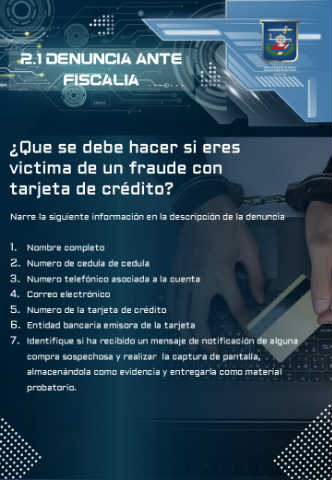 2.1 DENUNCIA ANTE
FISCALIA
¿Que se debe hacer si eres
victima de un fraude con
tarjeta de crédito?
Narre la siguiente información en la descripción de la denuncia
1. Nombre completo
2. Numero de cedula de cedula
3. Numero telefónico asociada a la cuenta
4. Correo electrónico
5. Numero de la tarjeta de crédito
6. Entidad bancaria emisora de la tarjeta
7. Identifique si ha recibido un mensaje de notificación de alguna
compra sospechosa y realizar la captura de pantalla,
almacenándola como evidencia y entregarla como material
probatorio.